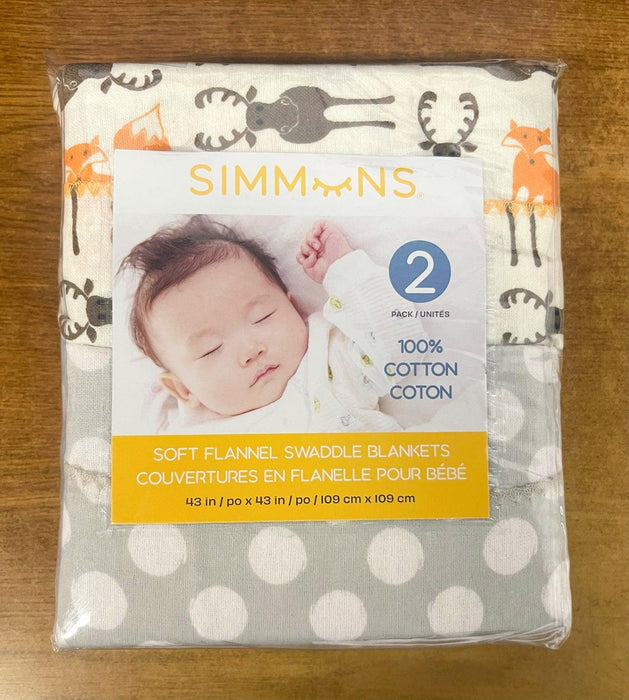 SIMMONS®
2
PACK / UNITÉS
100%
COTTON
COTON
SOFT FLANNEL SWADDLE BLANKETS
COUVERTURES EN FLANELLE POUR BÉBÉ
43 in / po x 43 in / po / 109 cm x 109 cm